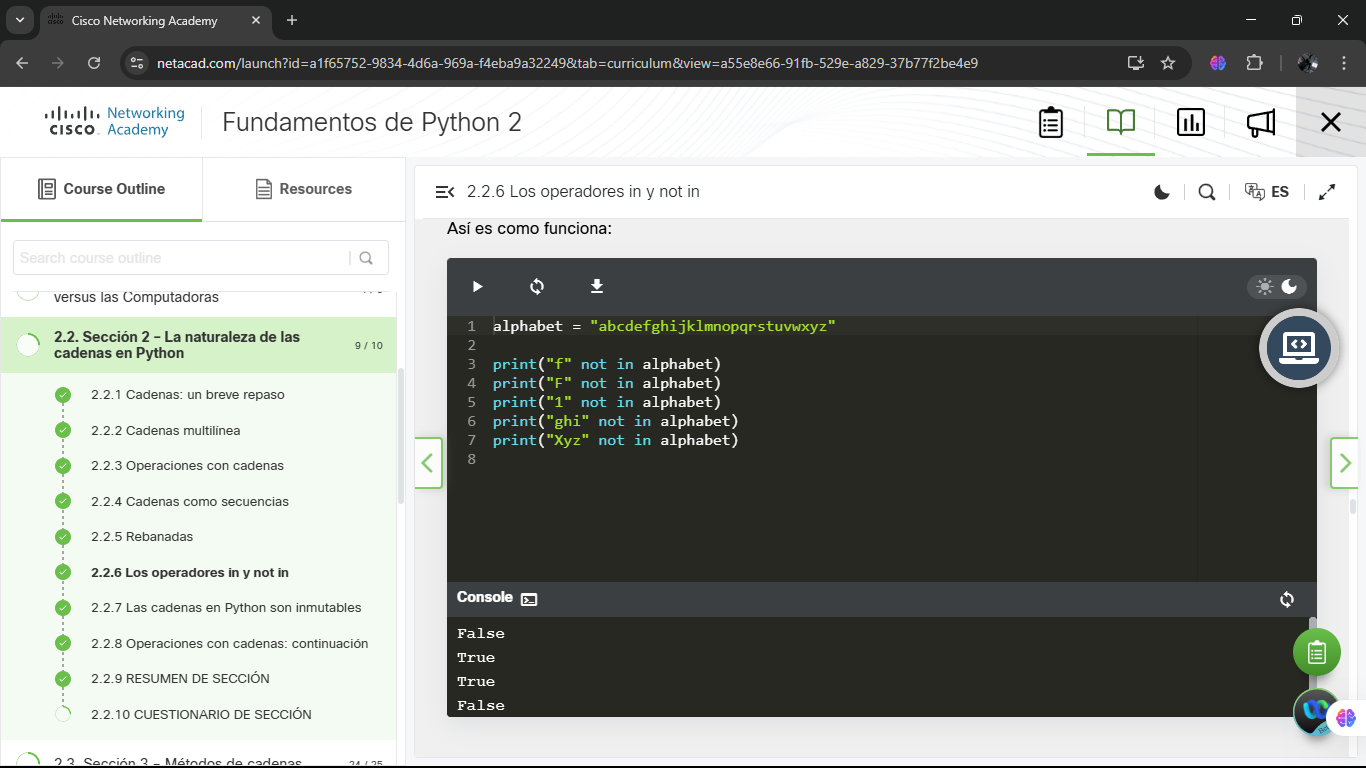 Cisco Networking Academy
netacad.com/launch?id=a1f65752-9834-4d6a-969a-f4eba9a32249&tab=curriculum&view=a55e8e66-91fb-529e-a829-37b77f2be4e9
CISCO
Networking
Academy
Fundamentos de Python 2
Course Outline
Resources
Search course outline
versus las Computadoras
2.2. Sección 2 – La naturaleza de las
cadenas en Python
9 / 10
2.2.1 Cadenas: un breve repaso
2.2.2 Cadenas multilínea
2.2.3 Operaciones con cadenas
2.2.4 Cadenas como secuencias
2.2.5 Rebanadas
2.2.6 Los operadores in y not in
2.2.7 Las cadenas en Python son inmutables
2.2.8 Operaciones con cadenas: continuación
2.2.9 RESUMEN DE SECCIÓN
2.2.10 CUESTIONARIO DE SECCIÓN
2.3. Sección 3 – Métodos de cadenas
24 / 25
2.2.6 Los operadores in y not in
ES
Así es como funciona:
1 alphabet = "abcdefghijklmnopqrstuvwxyz"
2
3 print("f" not in alphabet)
4 print("F" not in alphabet)
5 print("1" not in alphabet)
6 print("ghi" not in alphabet)
7 print("Xyz" not in alphabet)
8
Console
False
True
True
False